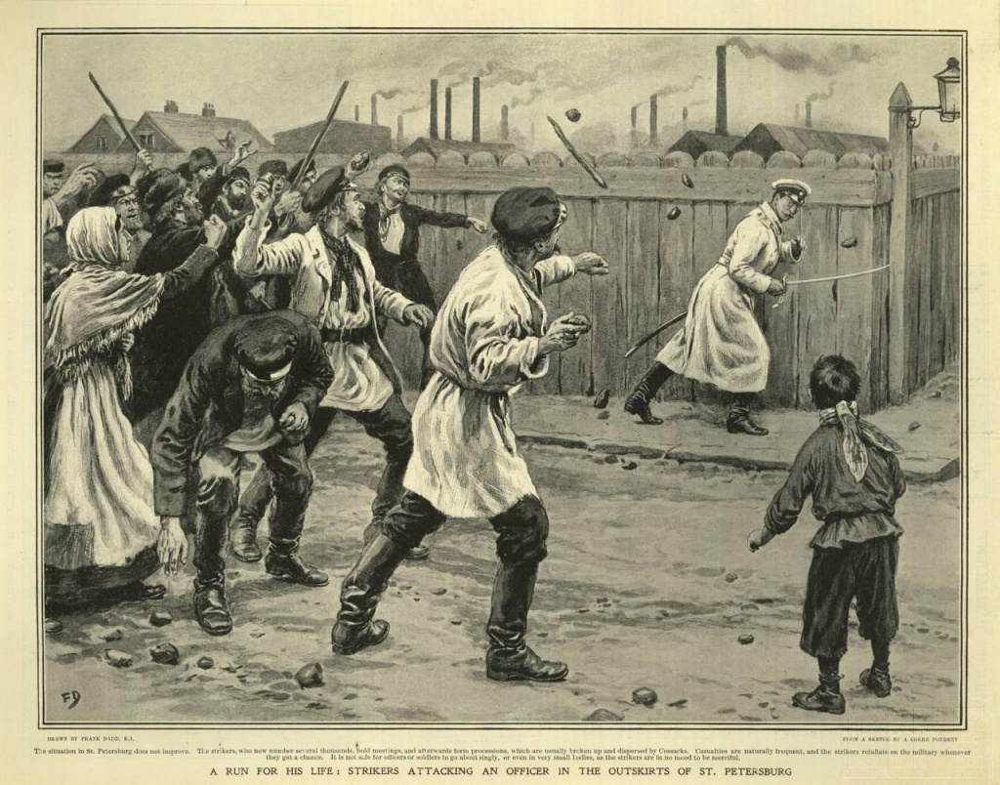 FD
DRAWN BY FRANK DADD, R.I.
FROM A SKETCH BY A CORRESPONDENT
The situation in St. Petersburg does not improve. The strikers, who now number several thousands, hold meetings, and afterwards form processions, which are usually broken up and dispersed by Cossacks. Casualties are naturally frequent, and the strikers retaliate on the military whenever
they get a chance. It is not safe for officers or soldiers to go about singly, or even in very small bodies, as the strikers are in no mood to be merciful.
A RUN FOR HIS LIFE: STRIKERS ATTACKING AN OFFICER IN THE OUTSKIRTS OF ST. PETERSBURG